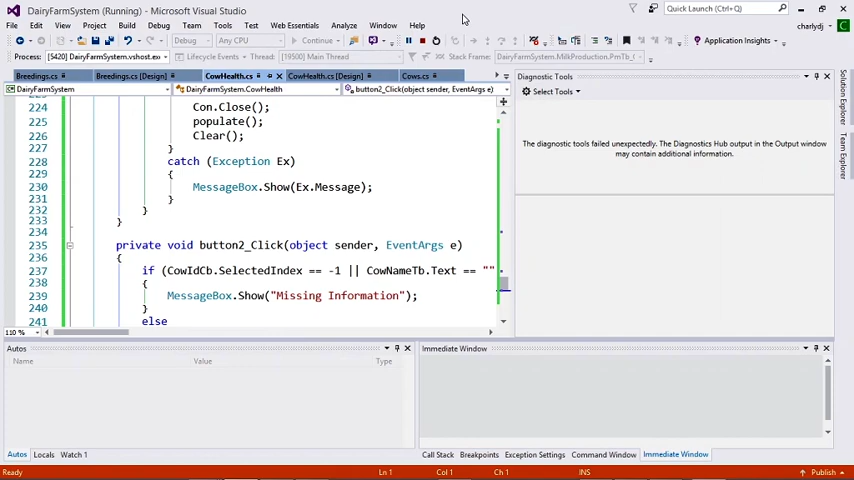 DairyFarmSystem (Running) - Microsoft Visual Studio
Quick Launch (Ctrl+Q)
File Edit View Project Build Debug Team Tools Test Web Essentials Analyze Window Help
charlydj
Debug Any CPU Continue Application Insights
Process: [5420] DairyFarmSystem.vshost.ex Lifecycle Events Thread: [19500] Main Thread Stack Frame: DairyFarmSystem.MilkProduction.PmTb_C
Breedings.cs Breedings.cs [Design] CowHealth.cs CowHealth.cs [Design] Cows.cs
DairyFarmSystem DairyFarmSystem.CowHealth button2_Click(object sender, EventArgs e)
224 Con.Close();
225 populate();
226 Clear();
227 }
228 catch (Exception Ex)
229 {
230 MessageBox.Show(Ex.Message);
231 }
232 }
233 }
234
235 private void button2_Click(object sender, EventArgs e)
236 {
237 if (CowIdCb.SelectedIndex == -1 || CowNameTb.Text == ""
238 {
239 MessageBox.Show("Missing Information");
240 }
241 else
110 %
Diagnostic Tools
Select Tools
The diagnostic tools failed unexpectedly. The Diagnostics Hub output in the Output window
may contain additional information.
Solution Explorer
Team Explorer
Autos
Name Value Type
Autos Locals Watch 1
Immediate Window
Call Stack Breakpoints Exception Settings Command Window Immediate Window
Ready Ln 1 Col 1 Ch 1 INS Publish